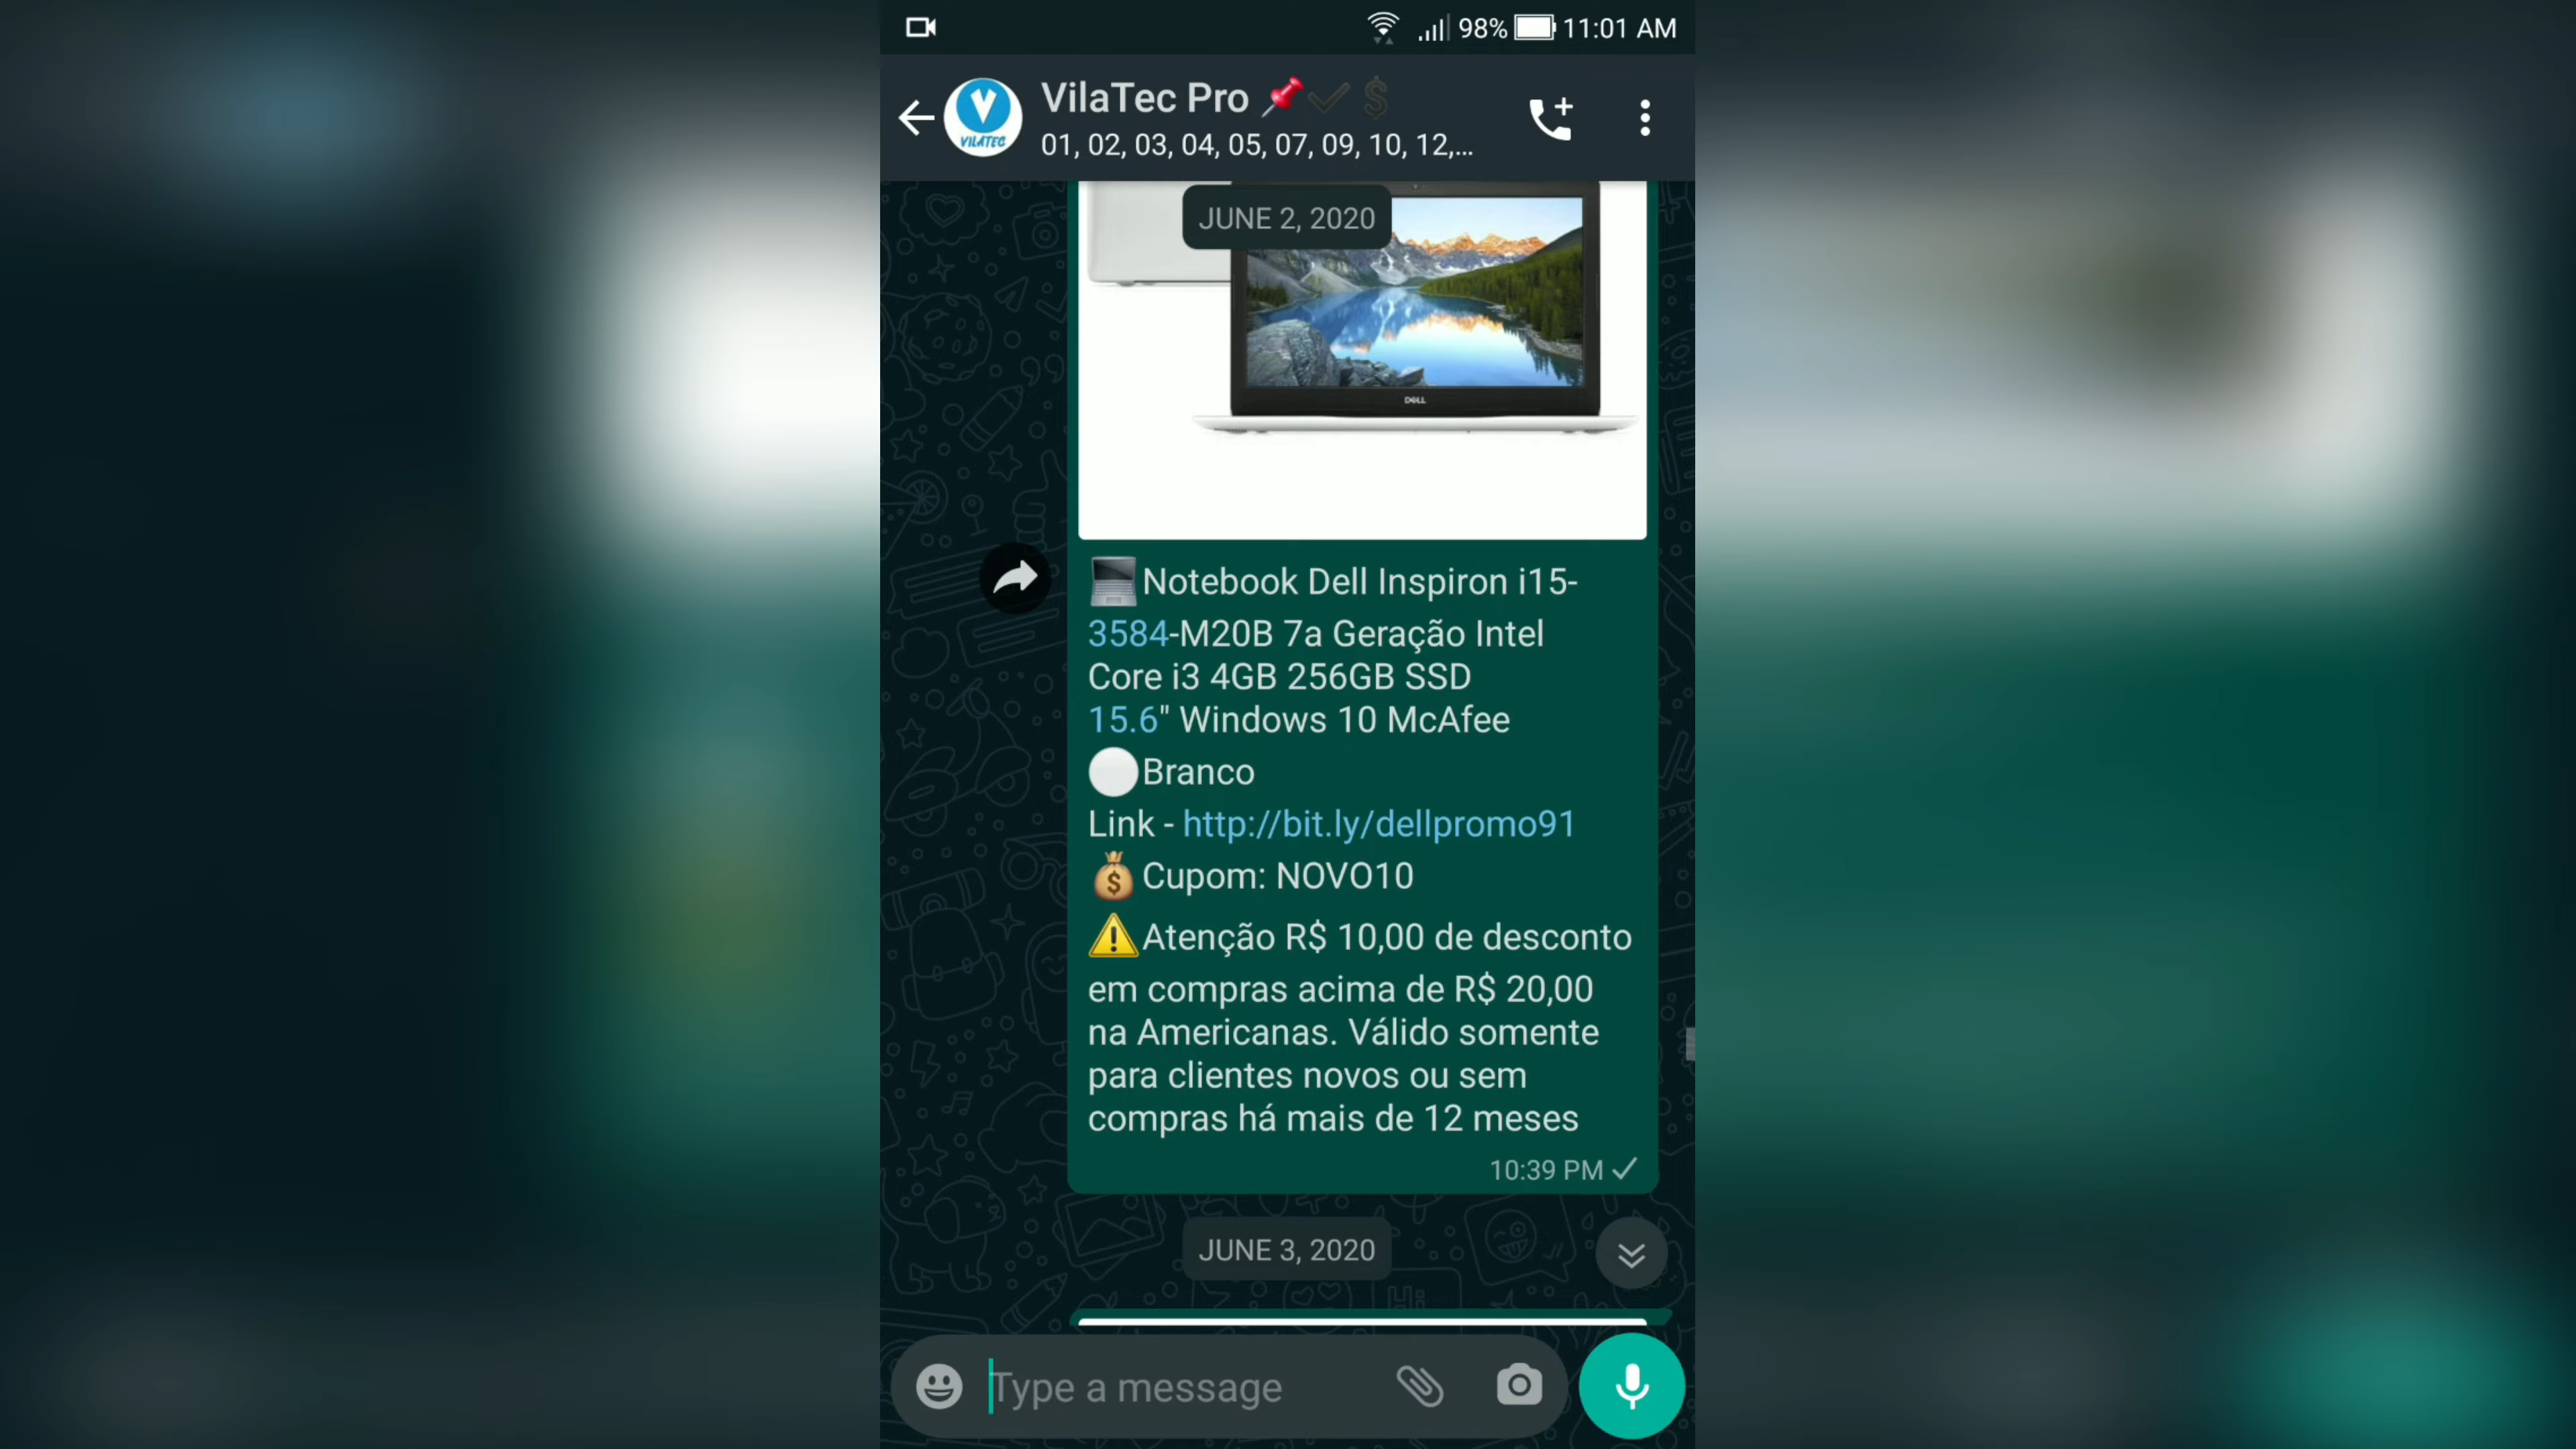 98% 11:01 AM
VilaTec Pro 📌✔💲
VILATEC
01, 02, 03, 04, 05, 07, 09, 10, 12,...
JUNE 2, 2020
DELL
💻Notebook Dell Inspiron i15-
3584-M20B 7a Geração Intel
Core i3 4GB 256GB SSD
15.6" Windows 10 McAfee
⚪Branco
Link - http://bit.ly/dellpromo91
💰Cupom: NOVO10
⚠Atenção R$ 10,00 de desconto
em compras acima de R$ 20,00
na Americanas. Válido somente
para clientes novos ou sem
compras há mais de 12 meses
10:39 PM
JUNE 3, 2020
Type a message